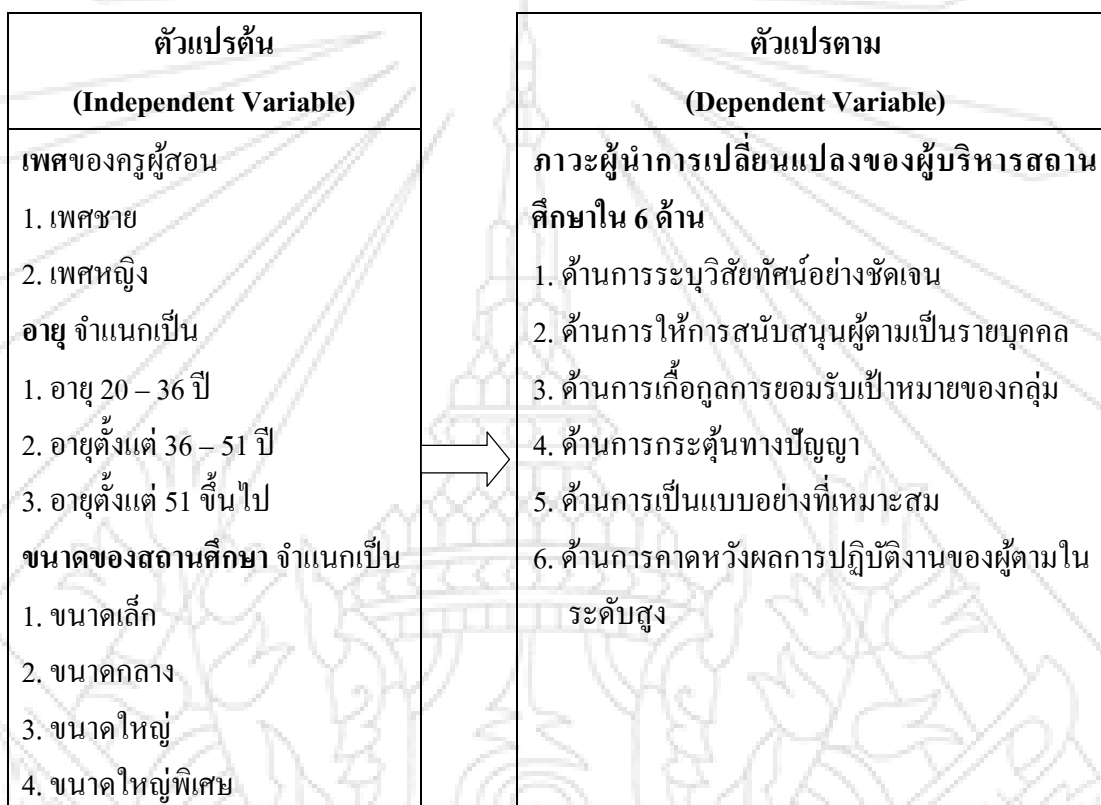 ตัวแปรต้น
(Independent Variable)
เพศของครูผู้สอน
1. เพศชาย
2. เพศหญิง
อายุ จำแนกเป็น
1. อายุ 20 – 36 ปี
2. อายุตั้งแต่ 36 – 51 ปี
3. อายุตั้งแต่ 51 ขึ้นไป
ขนาดของสถานศึกษา จำแนกเป็น
1. ขนาดเล็ก
2. ขนาดกลาง
3. ขนาดใหญ่
4. ขนาดใหญ่พิเศษ
ตัวแปรตาม
(Dependent Variable)
ภาวะผู้นำการเปลี่ยนแปลงของผู้บริหารสถาน
ศึกษาใน 6 ด้าน
1. ด้านการระบุวิสัยทัศน์อย่างชัดเจน
2. ด้านการให้การสนับสนุนผู้ตามเป็นรายบุคคล
3. ด้านการเกื้อกูลการยอมรับเป้าหมายของกลุ่ม
4. ด้านการกระตุ้นทางปัญญา
5. ด้านการเป็นแบบอย่างที่เหมาะสม
6. ด้านการคาดหวังผลการปฏิบัติงานของผู้ตามใน
ระดับสูง